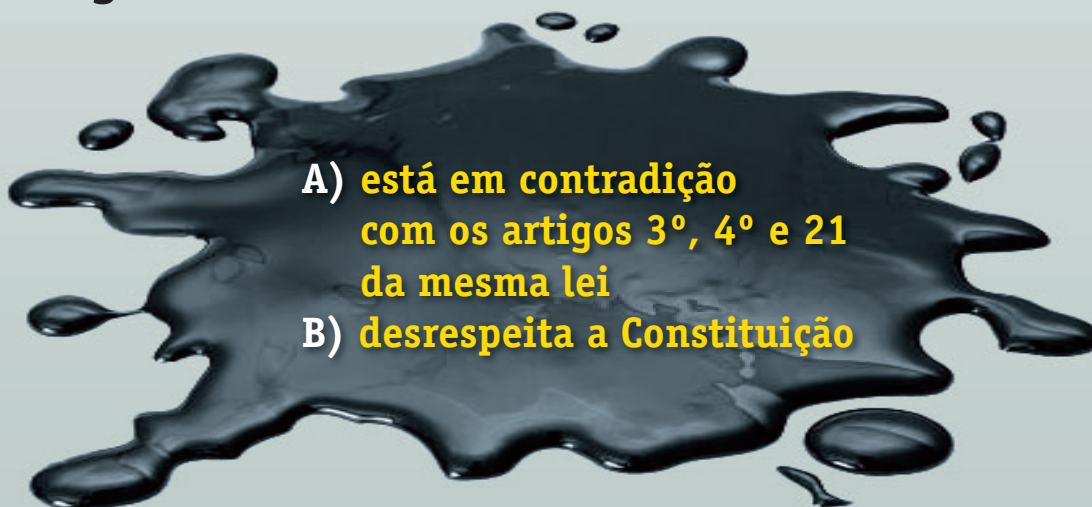 A) está em contradição
com os artigos 3º, 4º e 21
da mesma lei
B) desrespeita a Constituição